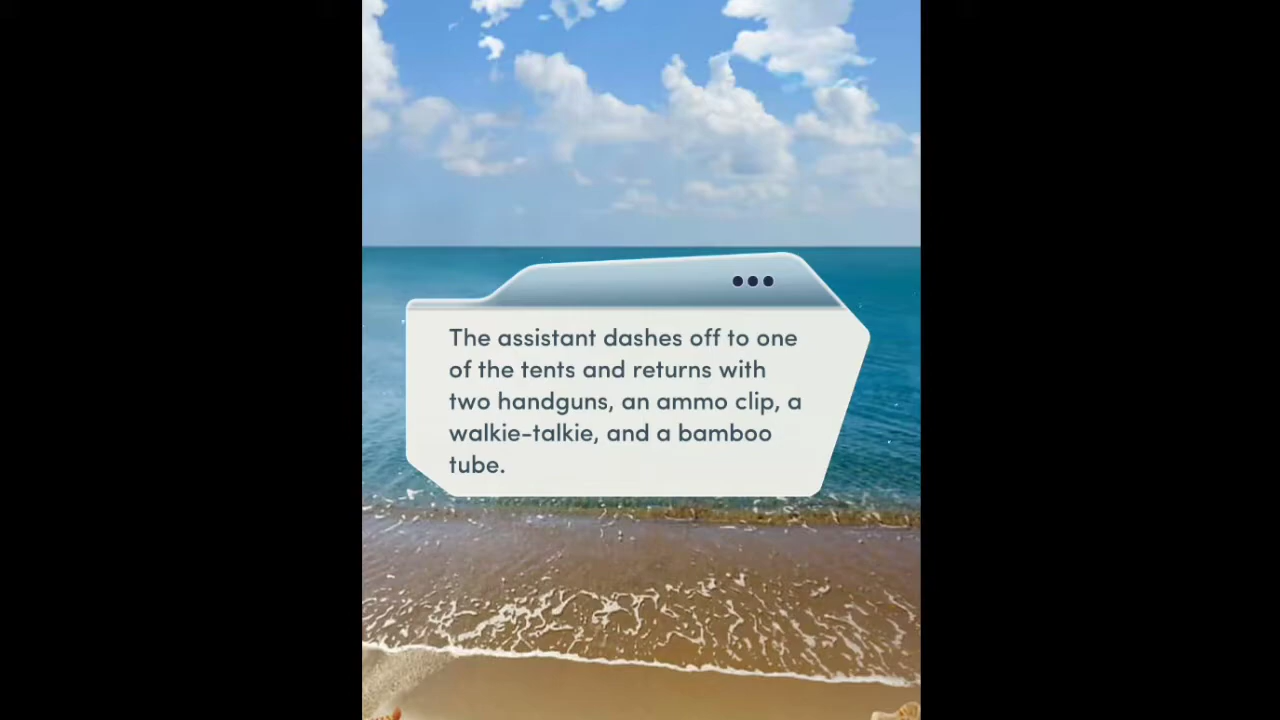 The assistant dashes off to one
of the tents and returns with
two handguns, an ammo clip, a
walkie-talkie, and a bamboo
tube.